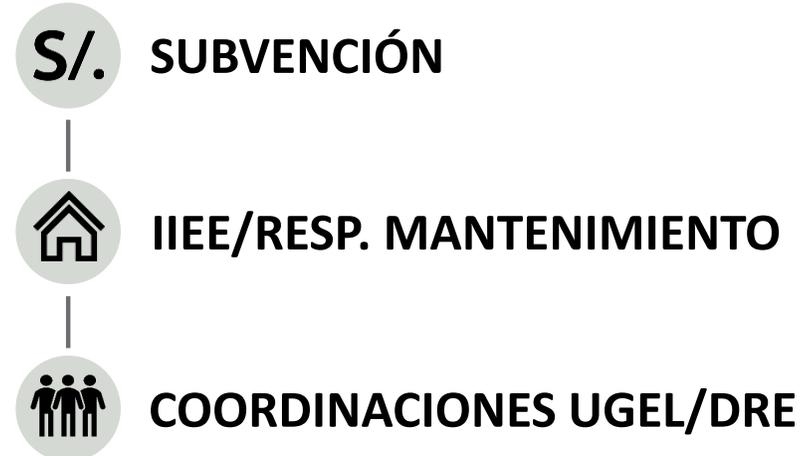 S/. SUBVENCIÓN
IIEE/RESP. MANTENIMIENTO
COORDINACIONES UGEL/DRE